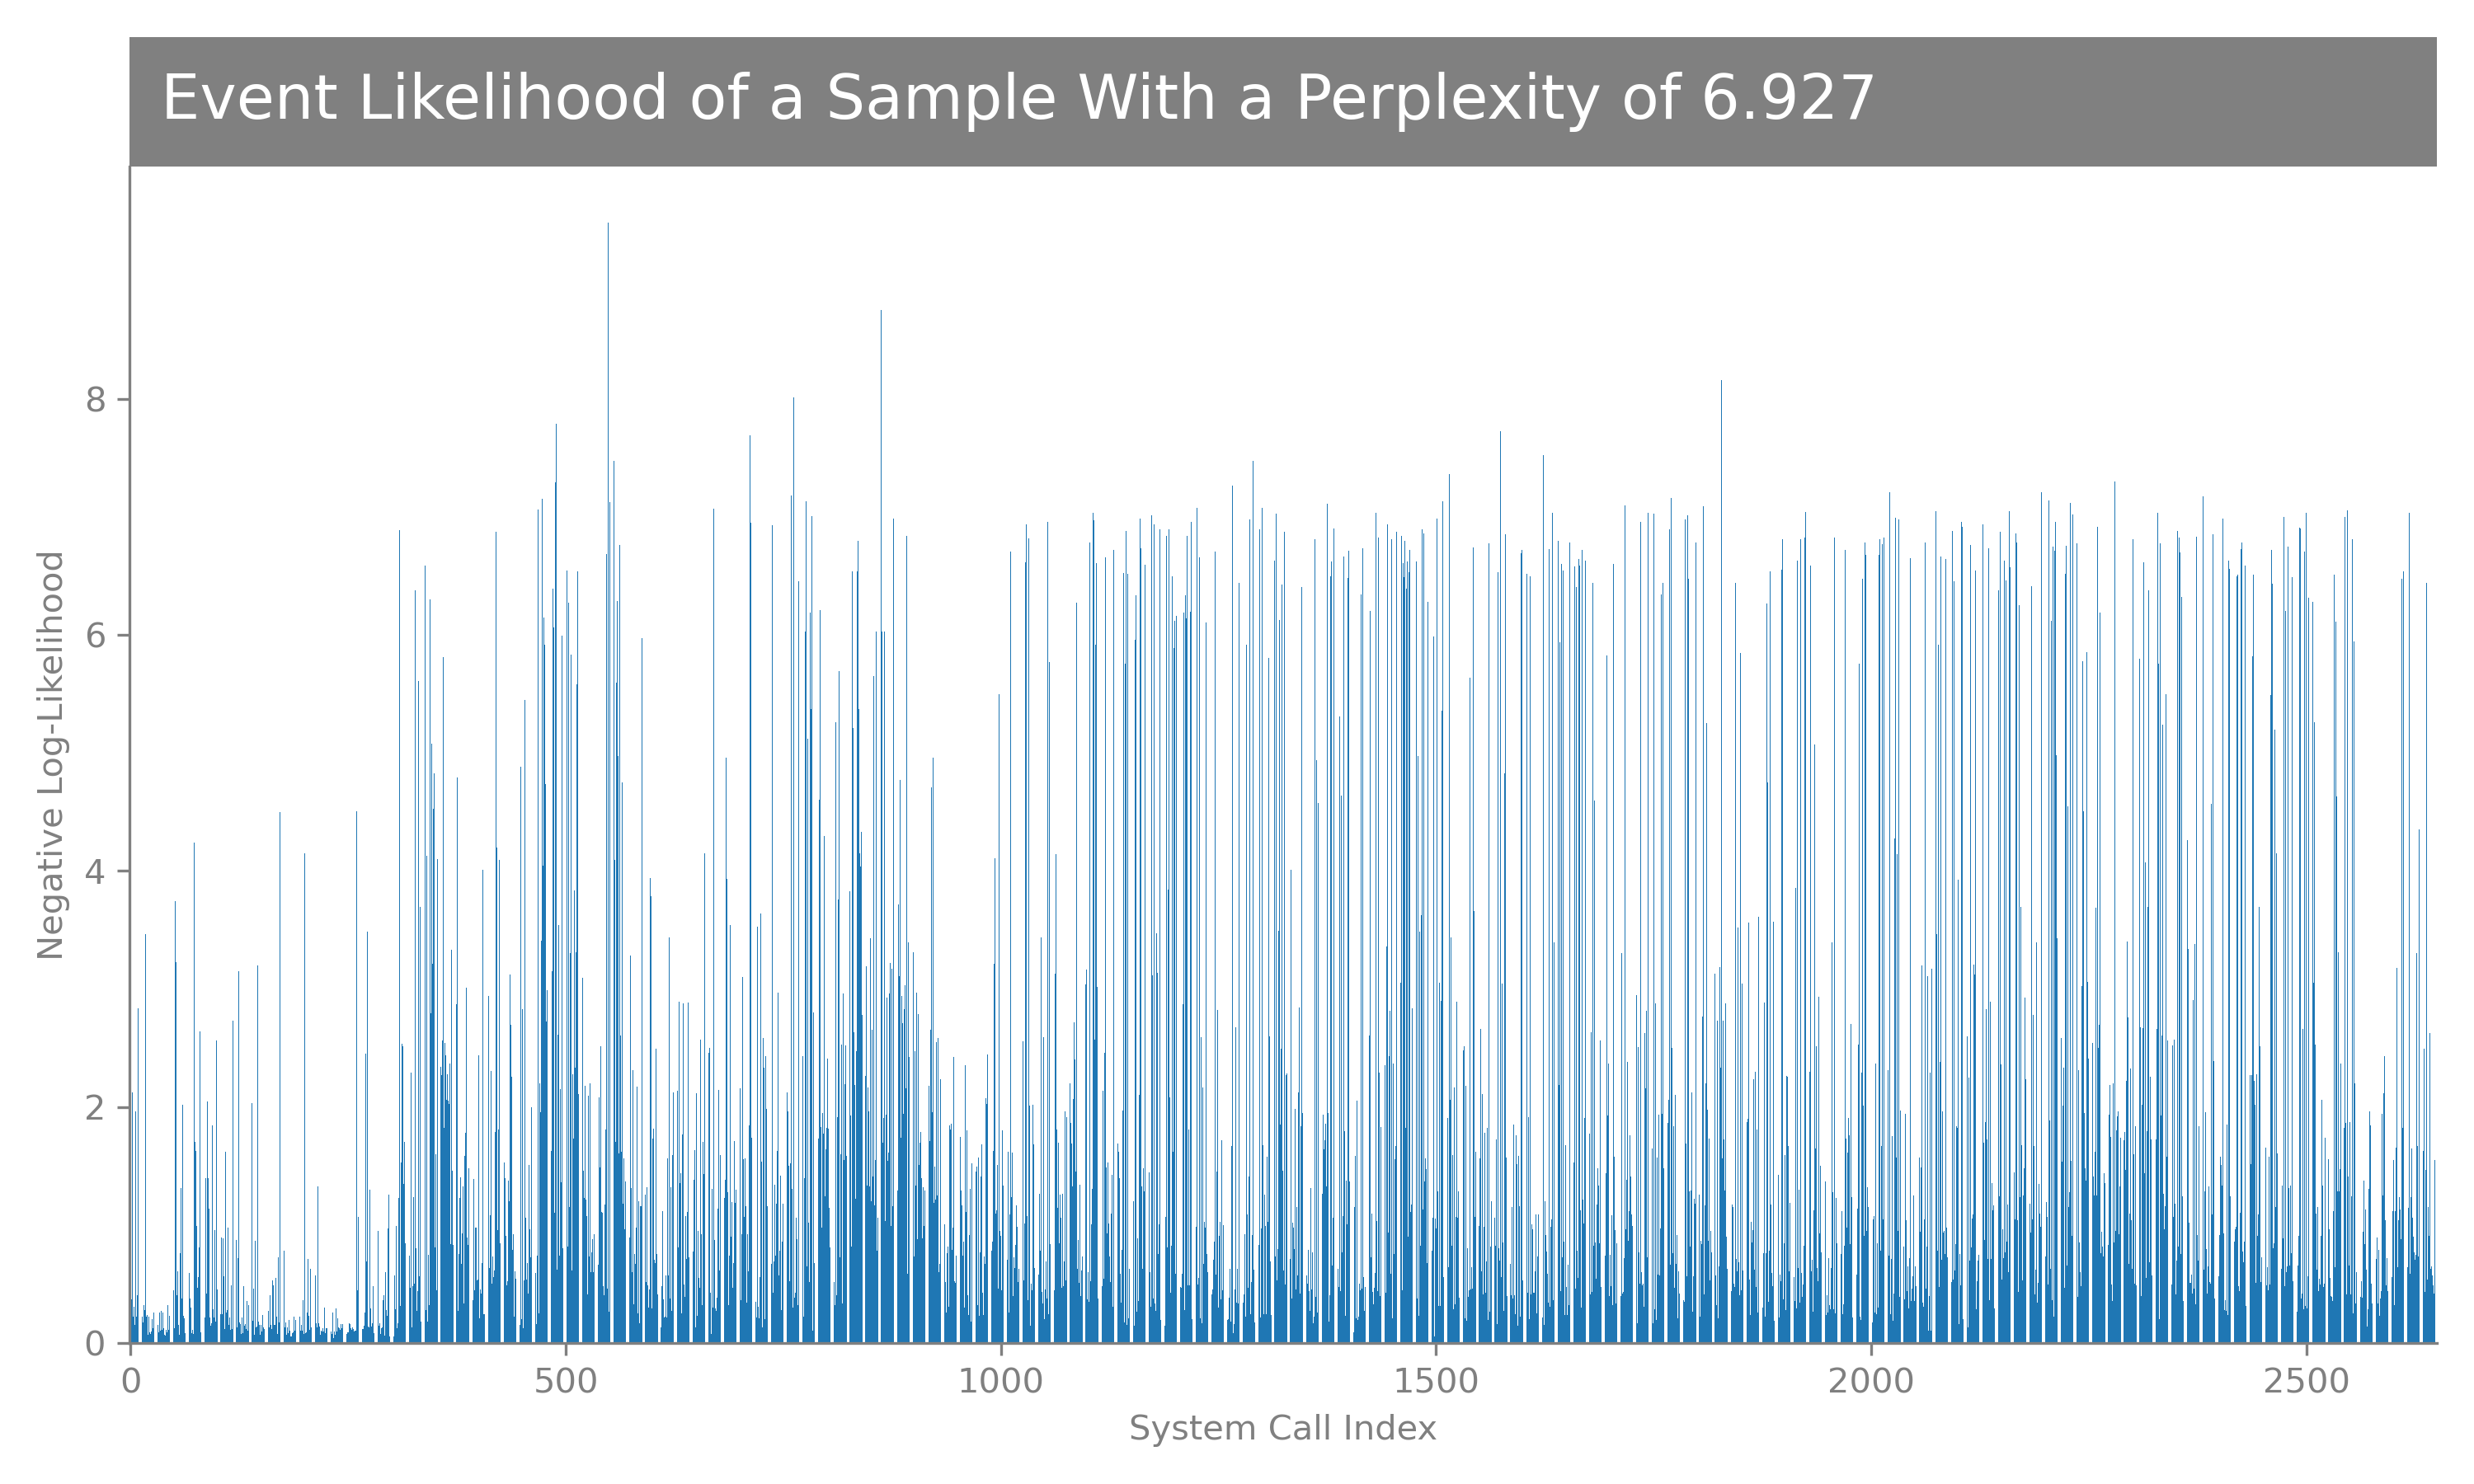 Event Likelihood of a Sample With a Perplexity of 6.927
8
6
4
2
0
Negative Log-Likelihood
0 500 1000 1500 2000 2500
System Call Index